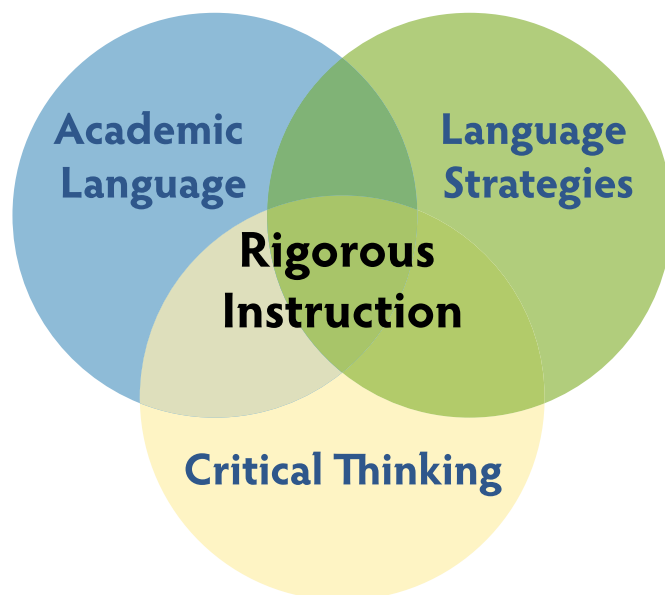 Academic
Language
Language
Strategies
Rigorous
Instruction
Critical Thinking